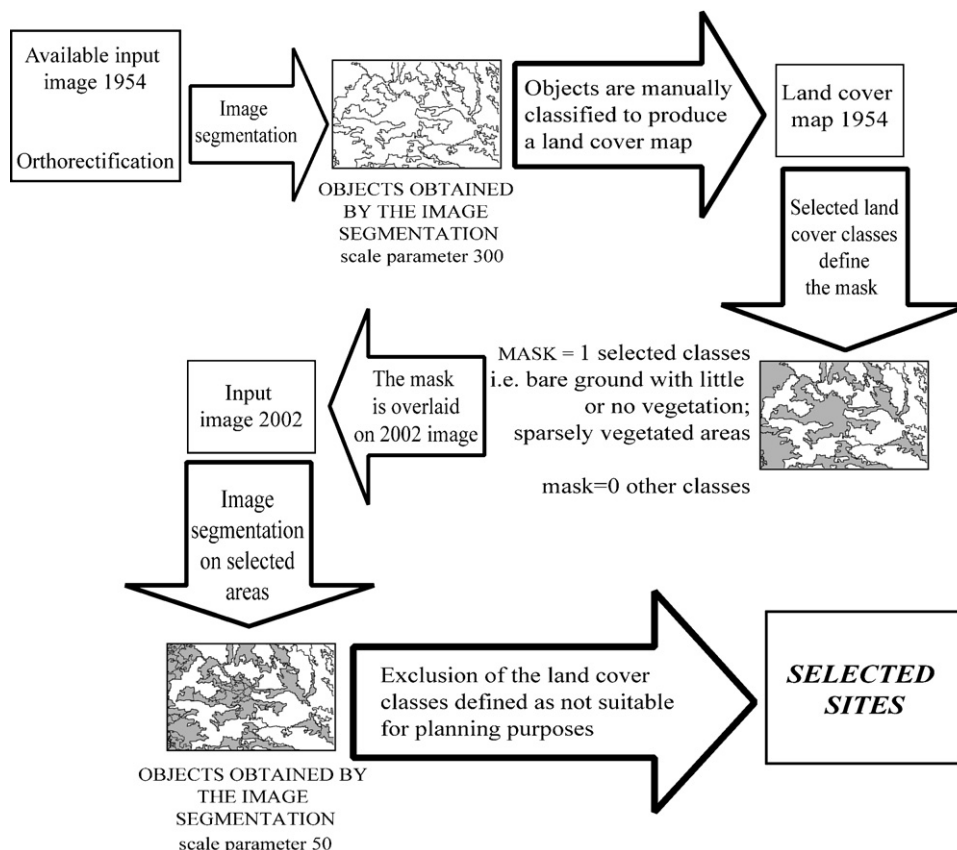 Available input
image 1954
Orthorectification
Image
segmentation
OBJECTS OBTAINED
BY THE IMAGE
SEGMENTATION
scale parameter 300
Objects are manually
classified to produce
a land cover map
Land cover
map 1954
Selected land
cover classes
define
the mask
MASK = 1 selected classes
i.e. bare ground with little
or no vegetation;
sparsely vegetated areas
mask=0 other classes
The mask
is overlaid
on 2002 image
Input
image 2002
Image
segmentation
on selected
areas
OBJECTS OBTAINED BY
THE IMAGE
SEGMENTATION
scale parameter 50
Exclusion of the land cover
classes defined as not suitable
for planning purposes
SELECTED
SITES